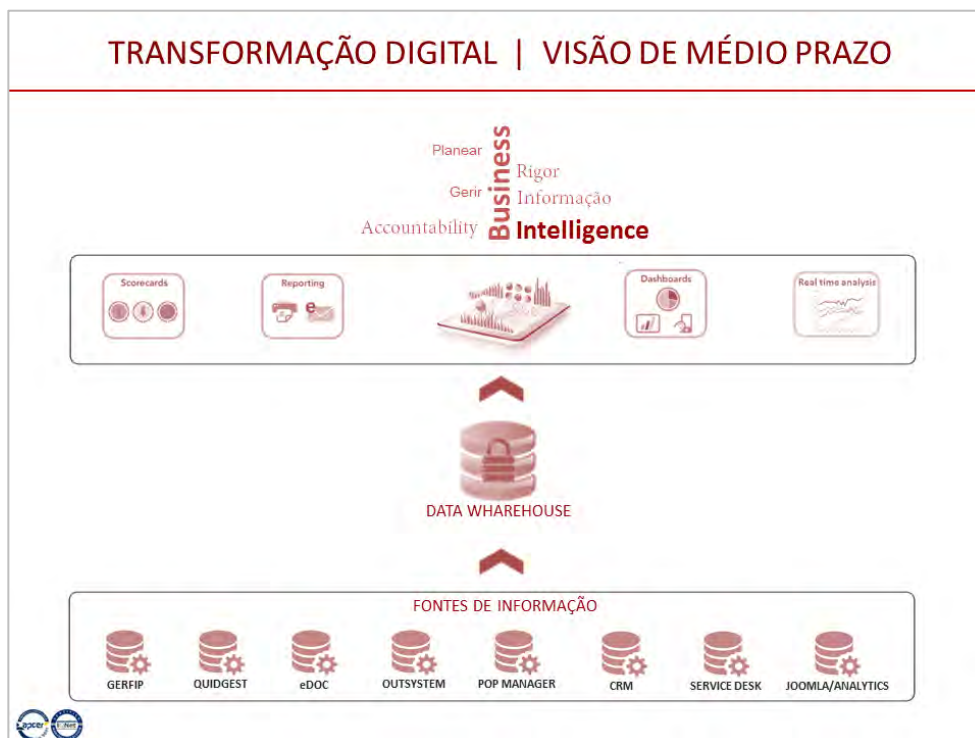 TRANSFORMAÇÃO DIGITAL | VISÃO DE MÉDIO PRAZO
Planear
Business
Rigor
Gerir
Informação
Accountability
Intelligence
Scorecards
Reporting
e
Dashboards
Real time analysis
DATA WHAREHOUSE
FONTES DE INFORMAÇÃO
GERFIP
QUIDGEST
eDOC
OUTSYSTEM
POP MANAGER
CRM
SERVICE DESK
JOOMLA/ANALYTICS
apcer